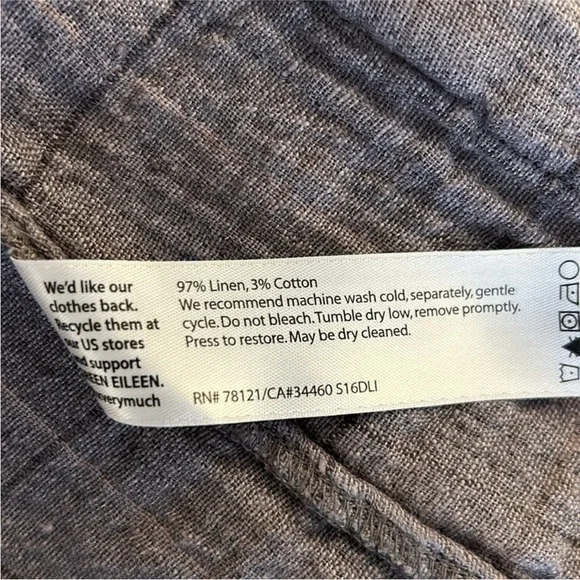 We'd like our
clothes back.
Recycle them at
our US stores
support
EILEEN.
97% Linen, 3% Cotton
We recommend machine wash cold, separately, gentle
cycle. Do not bleach. Tumble dry low, remove promptly.
Press to restore. May be dry cleaned.
RN# 78121/CA#34460 S16DLI